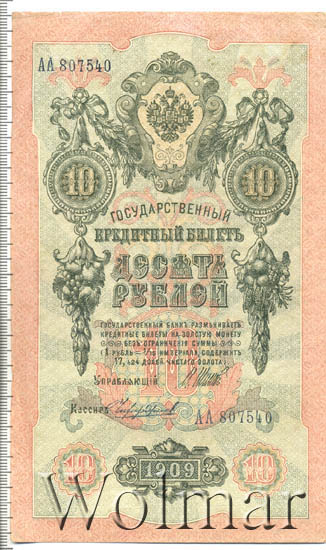 АА 807540
10 10
ГОСУДАРСТВЕННЫЙ
КРЕДИТНЫЙ БИЛЕТЪ
ДЕСЯТЬ
РУБЛЕЙ
ГОСУДАРСТВЕННЫЙ БАНКЪ РАЗМѢНИВАЕТЪ
КРЕДИТНЫЕ БИЛЕТЫ НА ЗОЛОТУЮ МОНЕТУ
БЕЗЪ ОГРАНИЧЕНІЯ СУММЫ
(1 РУБЛЬ = 1/15 ИМПЕРІАЛА, СОДЕРЖИТЪ
17,424 ДОЛЕЙ ЧИСТАГО ЗОЛОТА)
УПРАВЛЯЮЩІЙ
Кассиръ
АА 807540
10 1909 10
Wolmar